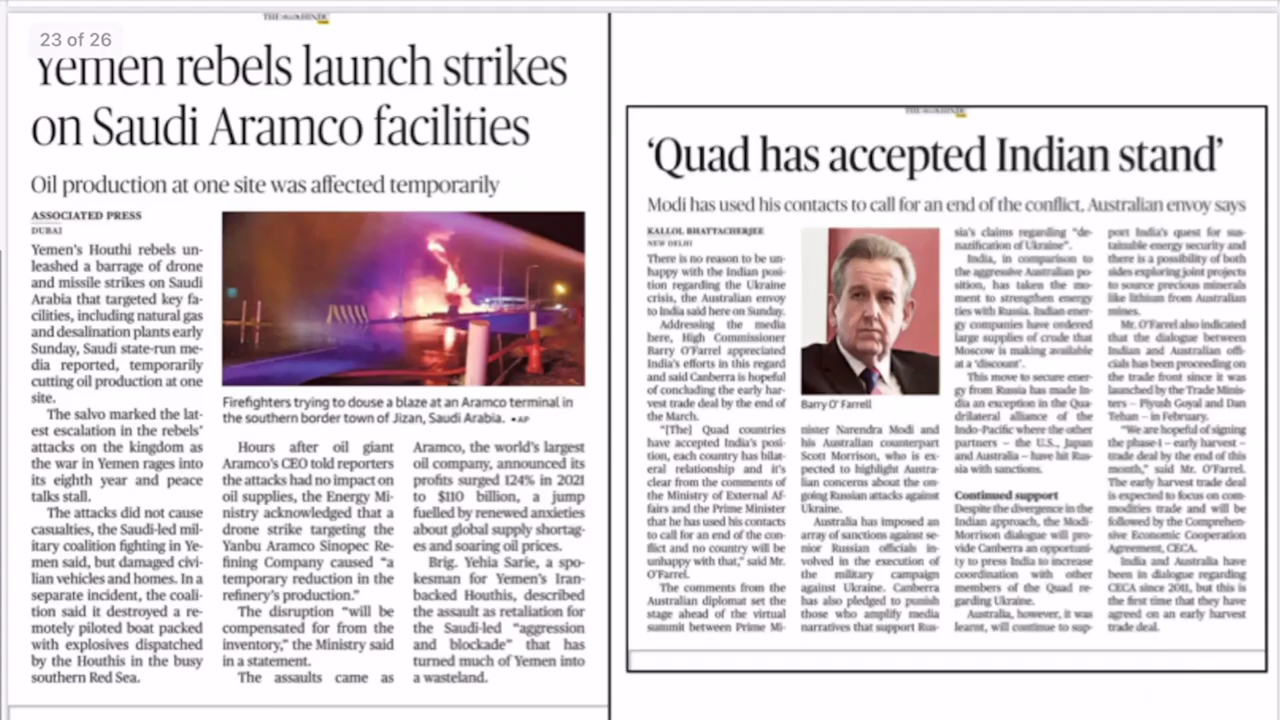 23 of 26
Yemen rebels launch strikes
on Saudi Aramco facilities
Oil production at one site was affected temporarily
ASSOCIATED PRESS
DUBAI
Yemen's Houthi rebels un-
leashed a barrage of drone
and missile strikes on Saudi
Arabia that targeted key fa-
cilities, including natural gas
and desalination plants early
Sunday, Saudi state-run me-
dia reported, temporarily
cutting oil production at one
site.
The salvo marked the lat-
est escalation in the rebels'
attacks on the kingdom as
the war in Yemen rages into
its eighth year and peace
talks stall.
The attacks did not cause
casualties, the Saudi-led mil-
itary coalition fighting in Ye-
men said, but damaged civi-
lian vehicles and homes. In a
separate incident, the coali-
tion said it destroyed a re-
motely piloted boat packed
with explosives dispatched
by the Houthis in the busy
southern Red Sea.
Firefighters trying to douse a blaze at an Aramco terminal in
the southern border town of Jizan, Saudi Arabia. • AP
Hours after oil giant
Aramco's CEO told reporters
the attacks had no impact on
oil supplies, the Energy Mi-
nistry acknowledged that a
drone strike targeting the
Yanbu Aramco Sinopec Re-
fining Company caused "a
temporary reduction in the
refinery's production."
The disruption "will be
compensated for from the
inventory," the Ministry said
in a statement.
The assaults came as
Aramco, the world's largest
oil company, announced its
profits surged 124% in 2021
to $110 billion, a jump
fuelled by renewed anxieties
about global supply shortag-
es and soaring oil prices.
Brig. Yehia Sarie, a spo-
kesman for Yemen's Iran-
backed Houthis, described
the assault as retaliation for
the Saudi-led "aggression
and blockade" that has
turned much of Yemen into
a wasteland.
'Quad has accepted Indian stand'
Modi has used his contacts to call for an end of the conflict, Australian envoy says
KALLOL BHATTACHERJEE
NEW DELHI
There is no reason to be un-
happy with the Indian posi-
tion regarding the Ukraine
crisis, the Australian envoy
to India said here on Sunday.
Addressing the media
here, High Commissioner
Barry O'Farrel appreciated
India's efforts in this regard
and said Canberra is hopeful
of concluding the early har-
vest trade deal by the end of
the March.
"[The] Quad countries
have accepted India's posi-
tion, each country has bilat-
eral relationship and it's
clear from the comments of
the Ministry of External Af-
fairs and the Prime Minister
that he has used his contacts
to call for an end of the con-
flict and no country will be
unhappy with that," said Mr.
O'Farrel.
The comments from the
Australian diplomat set the
stage ahead of the virtual
summit between Prime Mi-
Barry O' Farrell
nister Narendra Modi and
his Australian counterpart
Scott Morrison, who is ex-
pected to highlight Austra-
lian concerns about the on-
going Russian attacks against
Ukraine.
Australia has imposed an
array of sanctions against se-
nior Russian officials in-
volved in the execution of
the military campaign
against Ukraine. Canberra
has also pledged to punish
those who amplify media
narratives that support Rus-
sia's claims regarding "de-
nazification of Ukraine".
India, in comparison to
the aggressive Australian po-
sition, has taken the mo-
ment to strengthen energy
ties with Russia. Indian ener-
gy companies have ordered
large supplies of crude that
Moscow is making available
at a 'discount'.
This move to secure ener-
gy from Russia has made In-
dia an exception in the Qua-
drilateral alliance of the
Indo-Pacific where the other
partners – the U.S., Japan
and Australia – have hit Rus-
sia with sanctions.
Continued support
Despite the divergence in the
Indian approach, the Modi-
Morrison dialogue will pro-
vide Canberra an opportuni-
ty to press India to increase
coordination with other
members of the Quad re-
garding Ukraine.
Australia, however, it was
learnt, will continue to sup-
port India's quest for sus-
tainable energy security and
there is a possibility of both
sides exploring joint projects
to source precious minerals
like lithium from Australian
mines.
Mr. O'Farrel also indicated
that the dialogue between
Indian and Australian offi-
cials has been proceeding on
the trade front since it was
launched by the Trade Minis-
ters – Piyush Goyal and Dan
Tehan – in February.
"We are hopeful of signing
the phase-I – early harvest –
trade deal by the end of this
month," said Mr. O'Farrel.
The early harvest trade deal
is expected to focus on com-
modities trade and will be
followed by the Comprehen-
sive Economic Cooperation
Agreement, CECA.
India and Australia have
been in dialogue regarding
CECA since 2011, but this is
the first time that they have
agreed on an early harvest
trade deal.